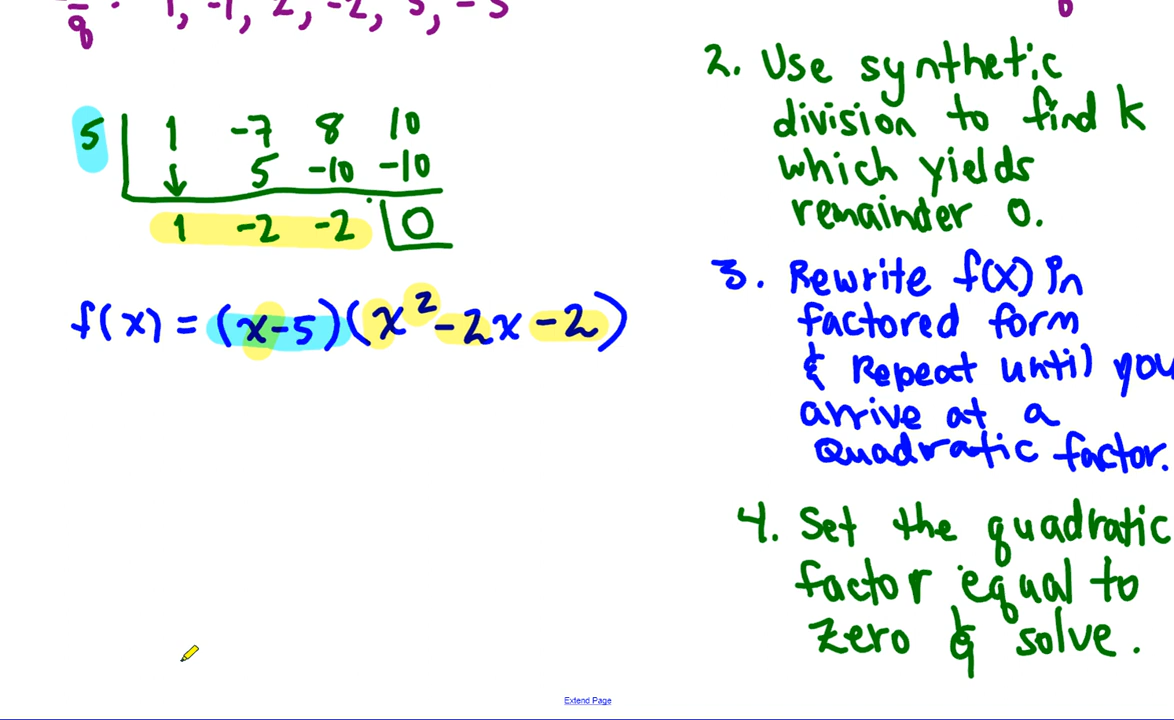 q 1, -1, 2, -2, 5, -5
2. Use synthetic
division to find k
which yields
remainder 0.
5 1 -7 8 10
↓ 5 -10 -10
1 -2 -2 0
f(x) = (x-5)(x²-2x-2)
3. Rewrite f(x) in
factored form
& Repeat until you
arrive at a
Quadratic factor.
4. Set the quadratic
factor equal to
zero & solve.
Extend Page